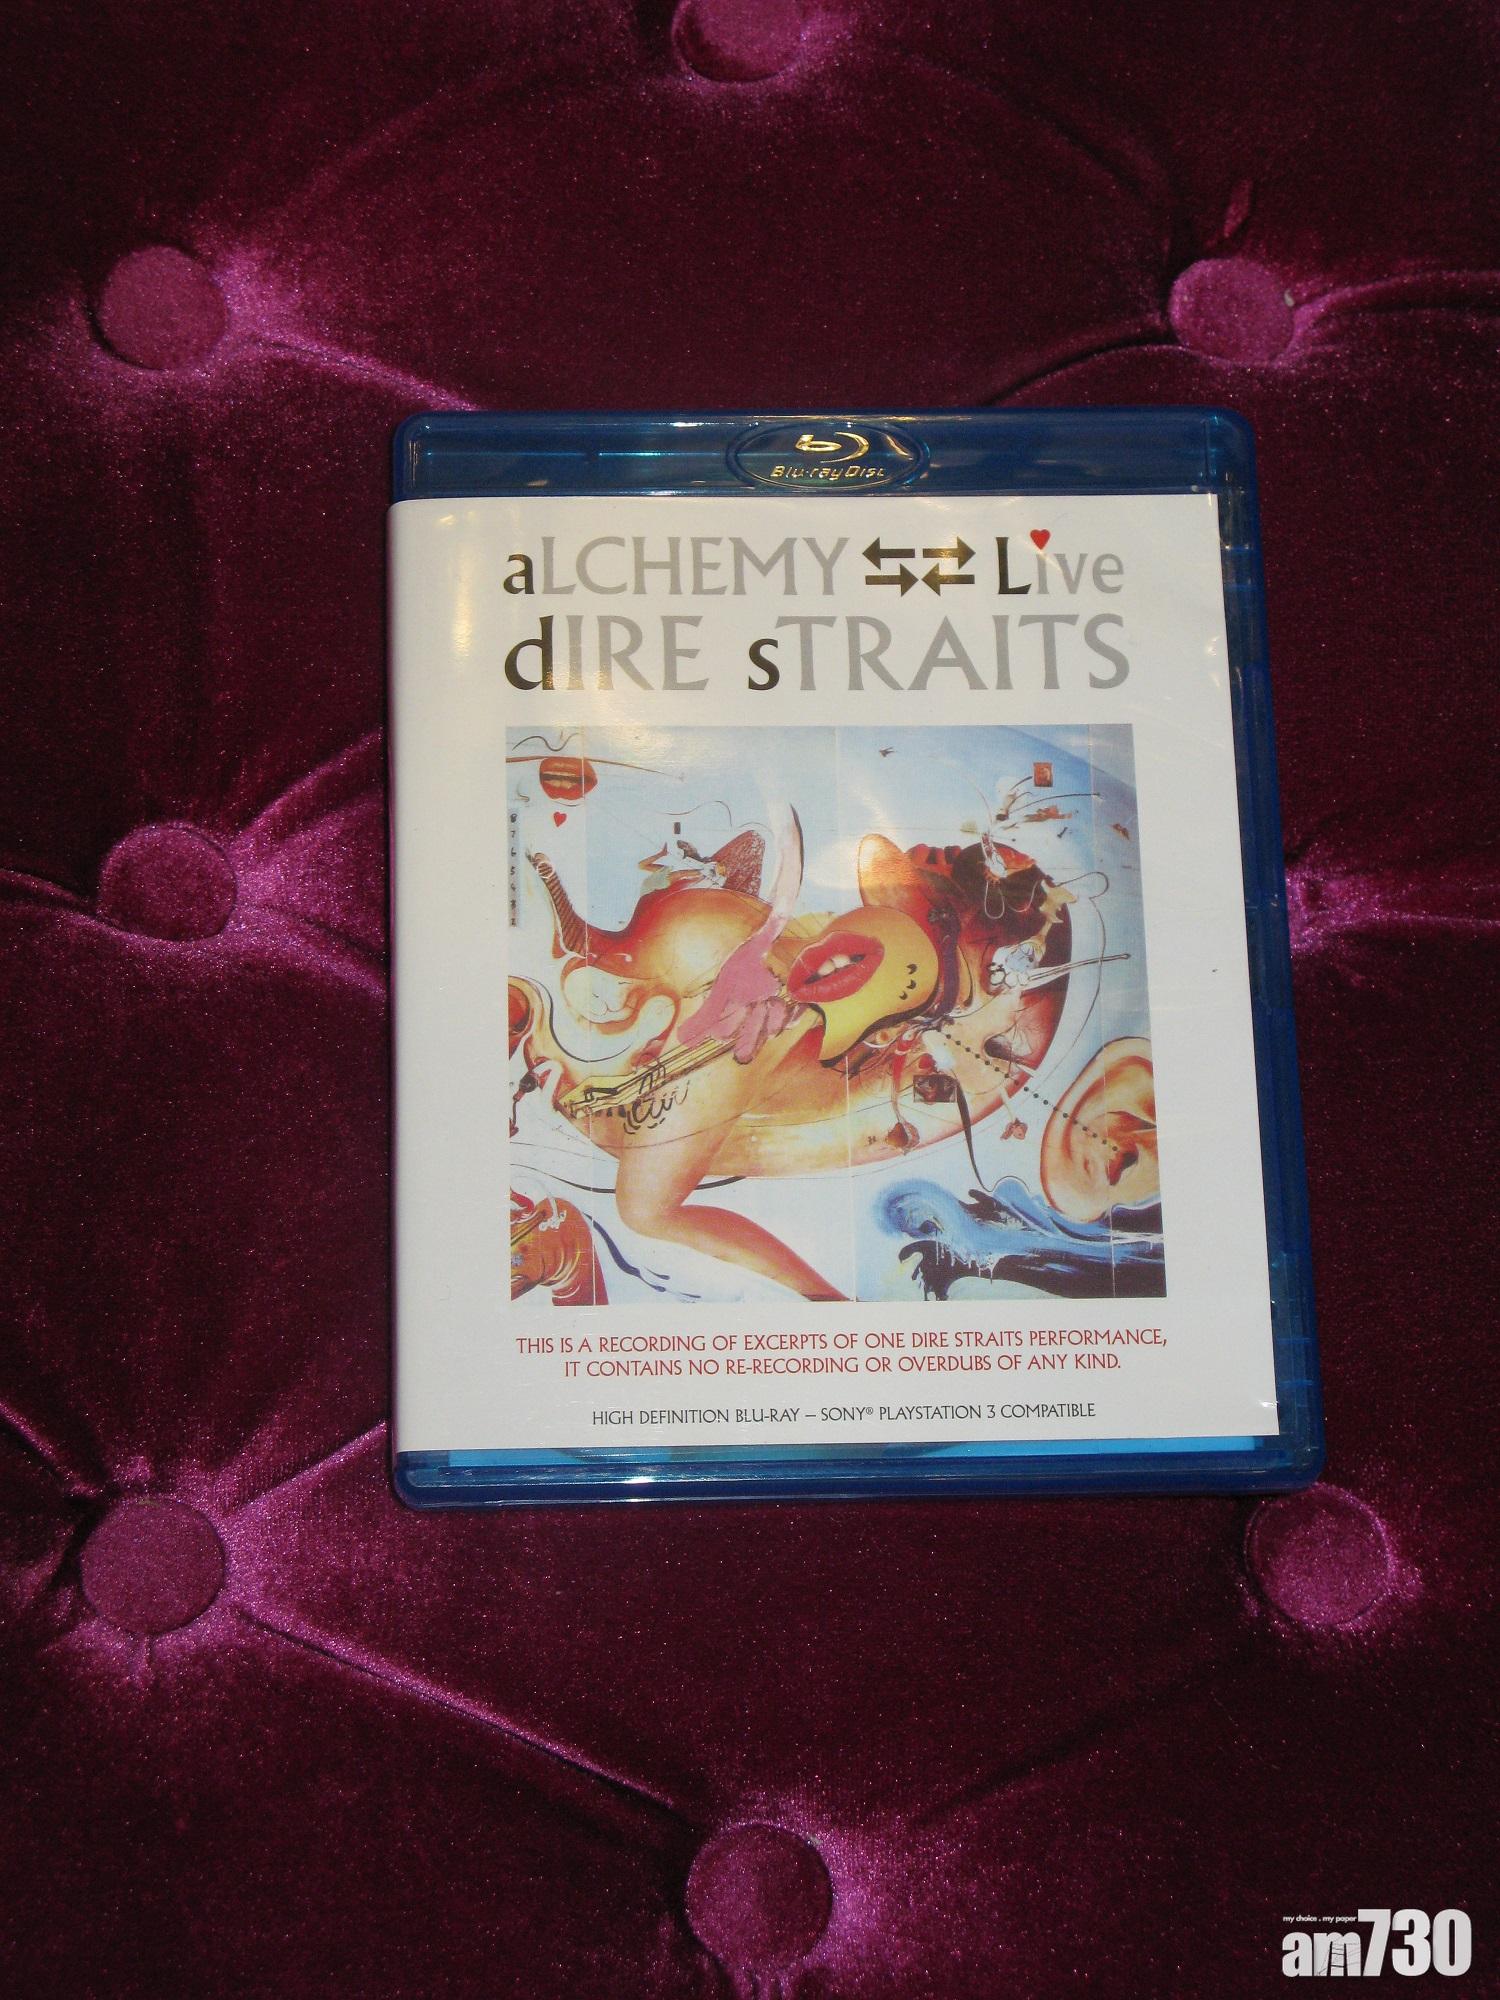 Blu-ray Disc
aLCHEMY Live
dIRE sTRAITS
THIS IS A RECORDING OF EXCERPTS OF ONE DIRE STRAITS PERFORMANCE,
IT CONTAINS NO RE-RECORDING OR OVERDUBS OF ANY KIND.
HIGH DEFINITION BLU-RAY – SONY® PLAYSTATION 3 COMPATIBLE
my choice . my paper
am730